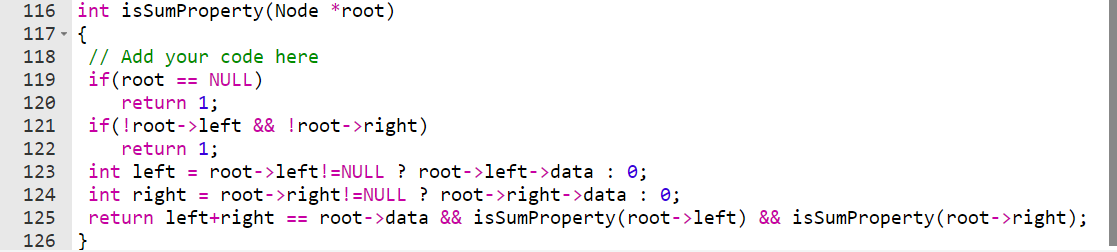 116 int isSumProperty(Node *root)
117 {
118 // Add your code here
119 if(root == NULL)
120 return 1;
121 if(!root->left && !root->right)
122 return 1;
123 int left = root->left!=NULL ? root->left->data : 0;
124 int right = root->right!=NULL ? root->right->data : 0;
125 return left+right == root->data && isSumProperty(root->left) && isSumProperty(root->right);
126 }